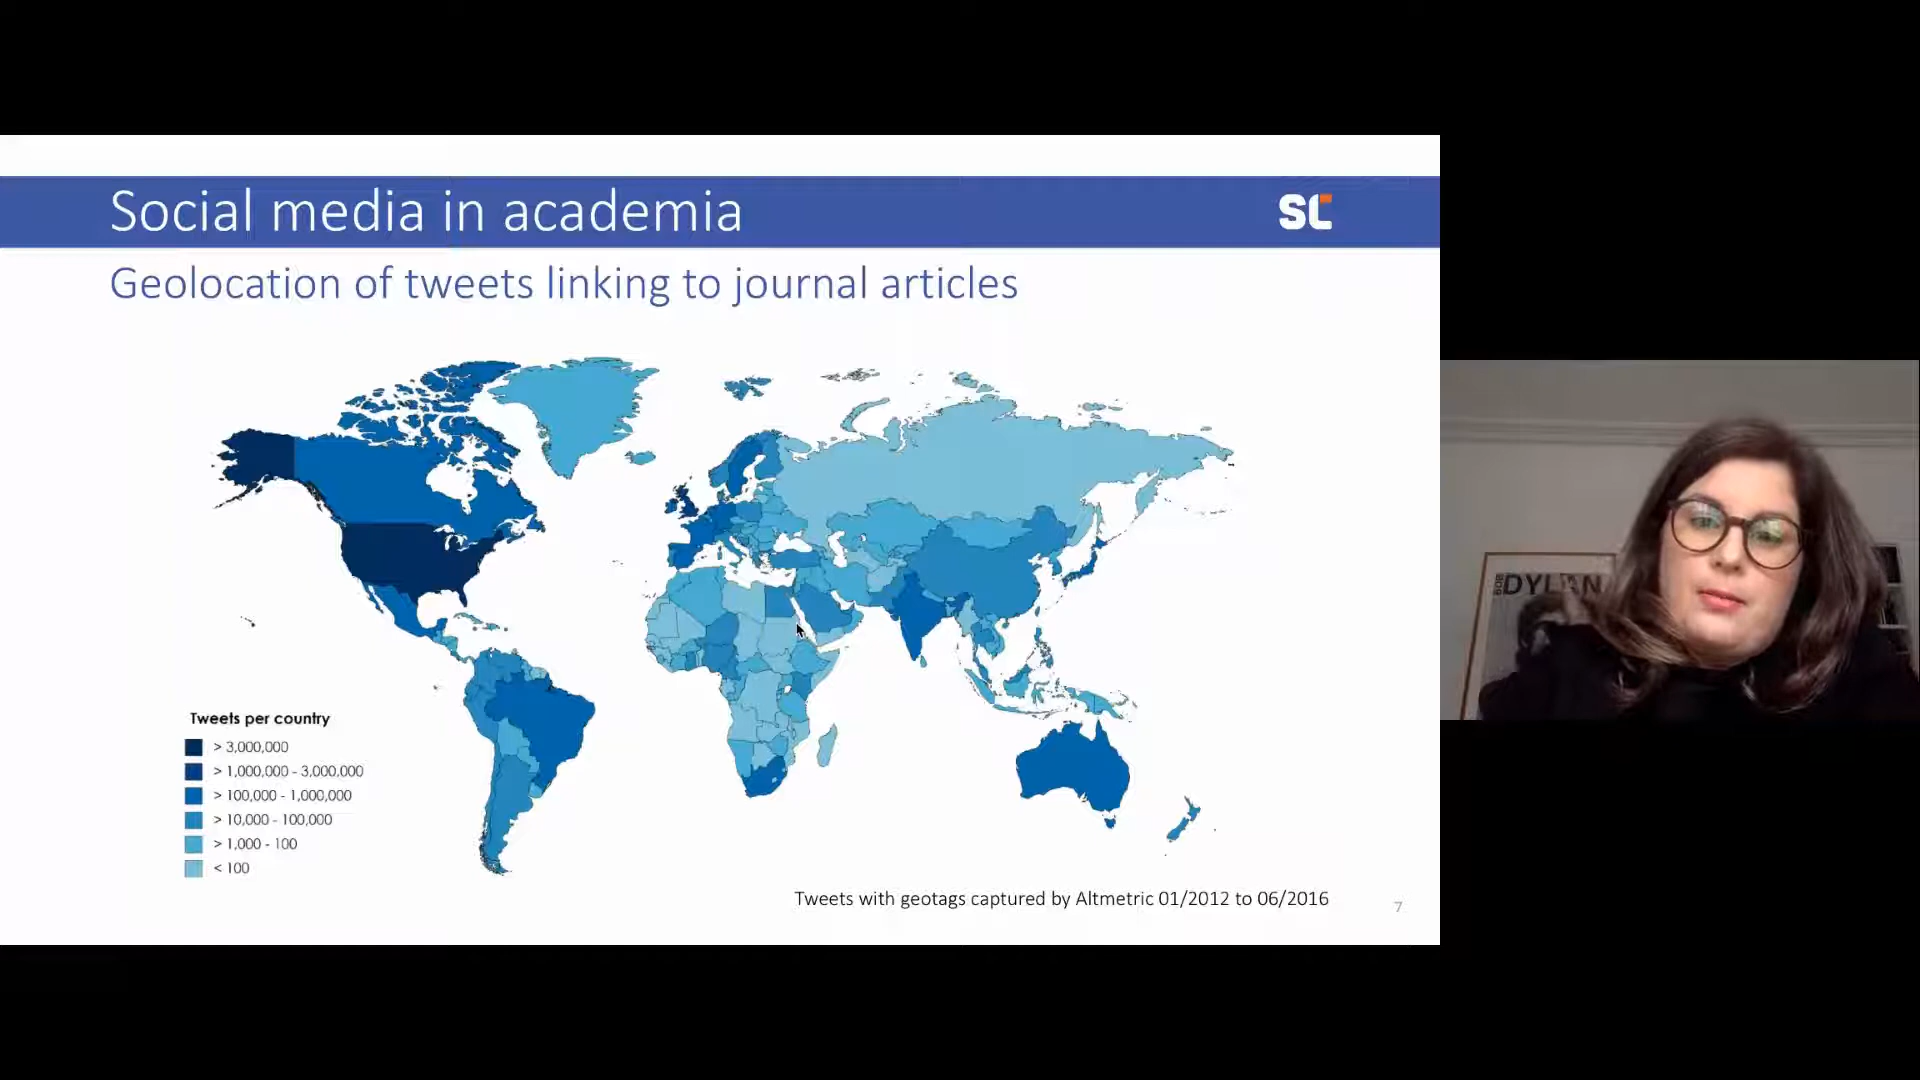 Social media in academia
SC
Geolocation of tweets linking to journal articles
Tweets per country
> 3,000,000
> 1,000,000 - 3,000,000
> 100,000 - 1,000,000
> 10,000 - 100,000
> 1,000 - 100
< 100
Tweets with geotags captured by Altmetric 01/2012 to 06/2016
7
BOB
DYLAN